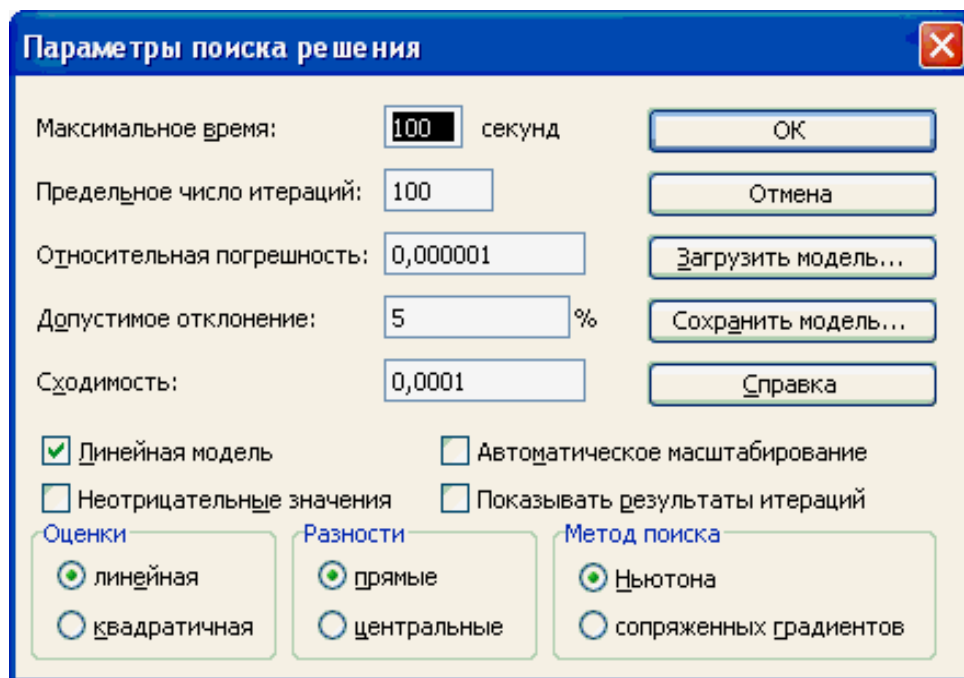 Параметры поиска решения
Максимальное время: 100 секунд OK
Предельное число итераций: 100 Отмена
Относительная погрешность: 0,000001 Загрузить модель...
Допустимое отклонение: 5 % Сохранить модель...
Сходимость: 0,0001 Справка
Линейная модель Автоматическое масштабирование
Неотрицательные значения Показывать результаты итераций
Оценки Разности Метод поиска
линейная прямые Ньютона
квадратичная центральные сопряженных градиентов